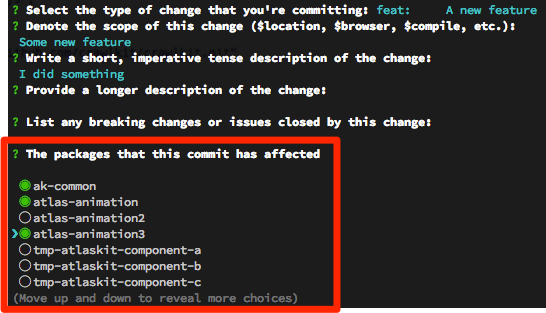 ? Select the type of change that you're committing: feat:     A new feature
? Denote the scope of this change ($location, $browser, $compile, etc.):
Some new feature
? Write a short, imperative tense description of the change:
I did something
? Provide a longer description of the change:
? List any breaking changes or issues closed by this change:
? The packages that this commit has affected
◉ ak-common
◉ atlas-animation
◯ atlas-animation2
❯◉ atlas-animation3
◯ tmp-atlaskit-component-a
◯ tmp-atlaskit-component-b
◯ tmp-atlaskit-component-c
(Move up and down to reveal more choices)